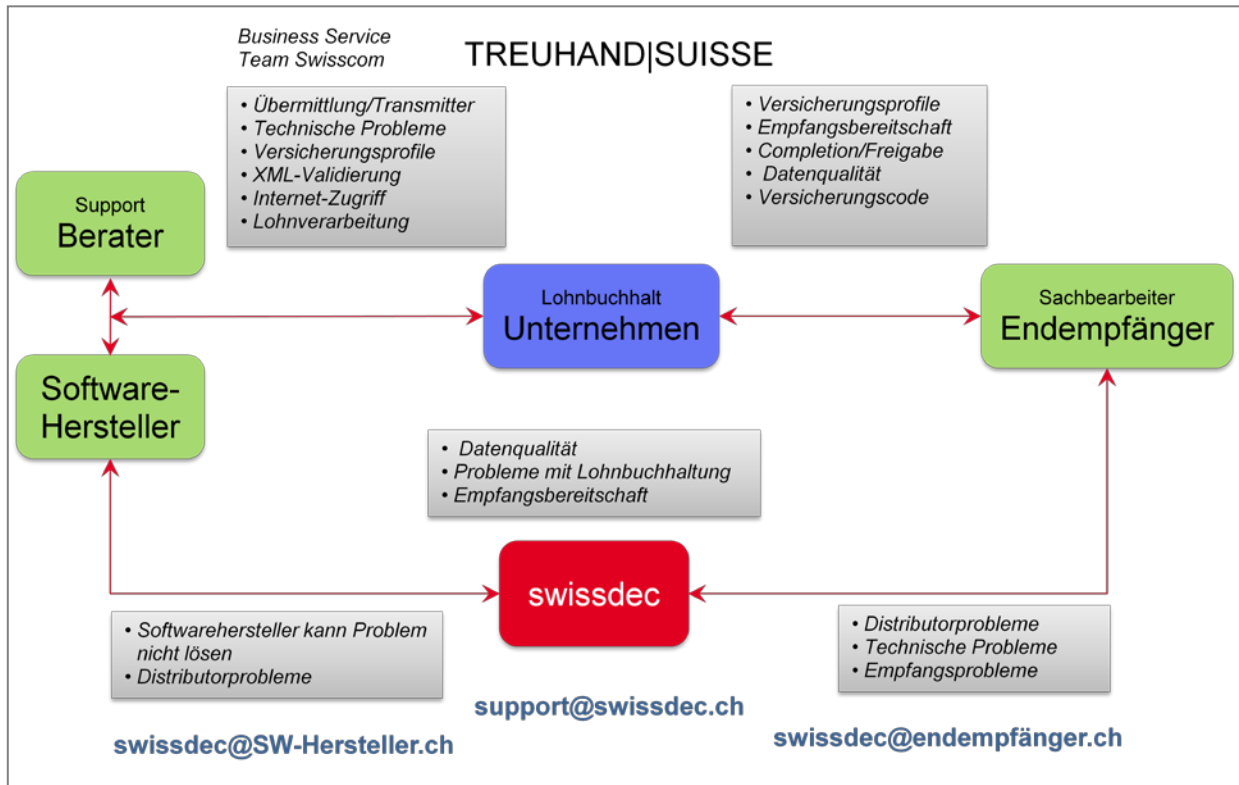 Business Service
Team Swisscom
TREUHAND|SUISSE
• Übermittlung/Transmitter
• Technische Probleme
• Versicherungsprofile
• XML-Validierung
• Internet-Zugriff
• Lohnverarbeitung
• Versicherungsprofile
• Empfangsbereitschaft
• Completion/Freigabe
• Datenqualität
• Versicherungscode
Support
Berater
Lohnbuchhalt
Unternehmen
Sachbearbeiter
Endempfänger
Software-
Hersteller
• Datenqualität
• Probleme mit Lohnbuchhaltung
• Empfangsbereitschaft
swissdec
• Softwarehersteller kann Problem
nicht lösen
• Distributorprobleme
• Distributorprobleme
• Technische Probleme
• Empfangsprobleme
support@swissdec.ch
swissdec@SW-Hersteller.ch
swissdec@endempfänger.ch